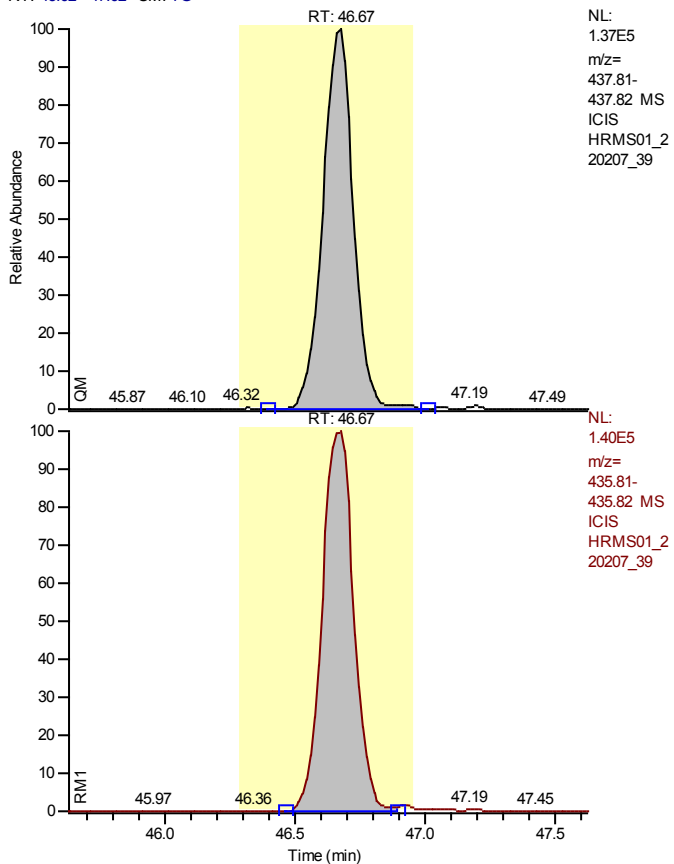 RT: 46.67
NL:
1.37E5
m/z=
437.81-
437.82 MS
ICIS
HRMS01_2
20207_39
100
90
80
70
60
50
40
30
20
10
0
Relative Abundance
QM
45.87 46.10 46.32 47.19 47.49
RT: 46.67
NL:
1.40E5
m/z=
435.81-
435.82 MS
ICIS
HRMS01_2
20207_39
100
90
80
70
60
50
40
30
20
10
0
RM1
45.97 46.36 47.19 47.45
46.0 46.5 47.0 47.5
Time (min)